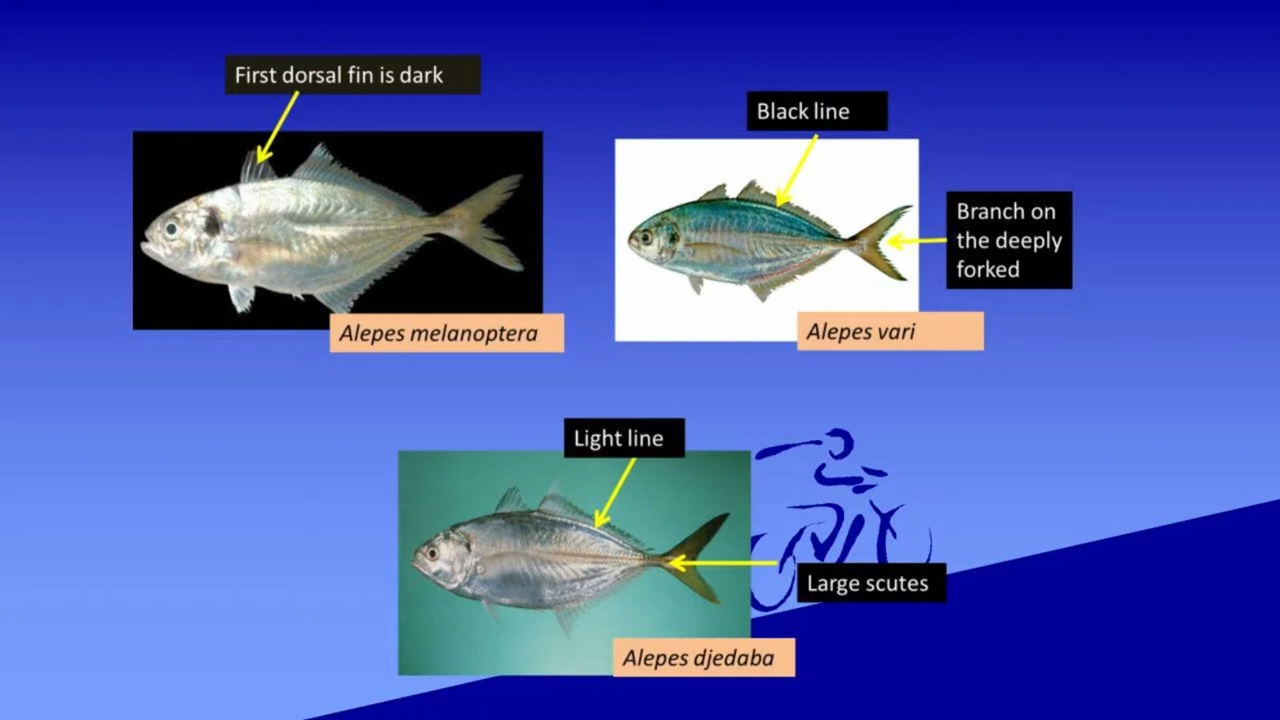 First dorsal fin is dark
Black line
Branch on
the deeply
forked
Alepes melanoptera
Alepes vari
Light line
Large scutes
Alepes djedaba